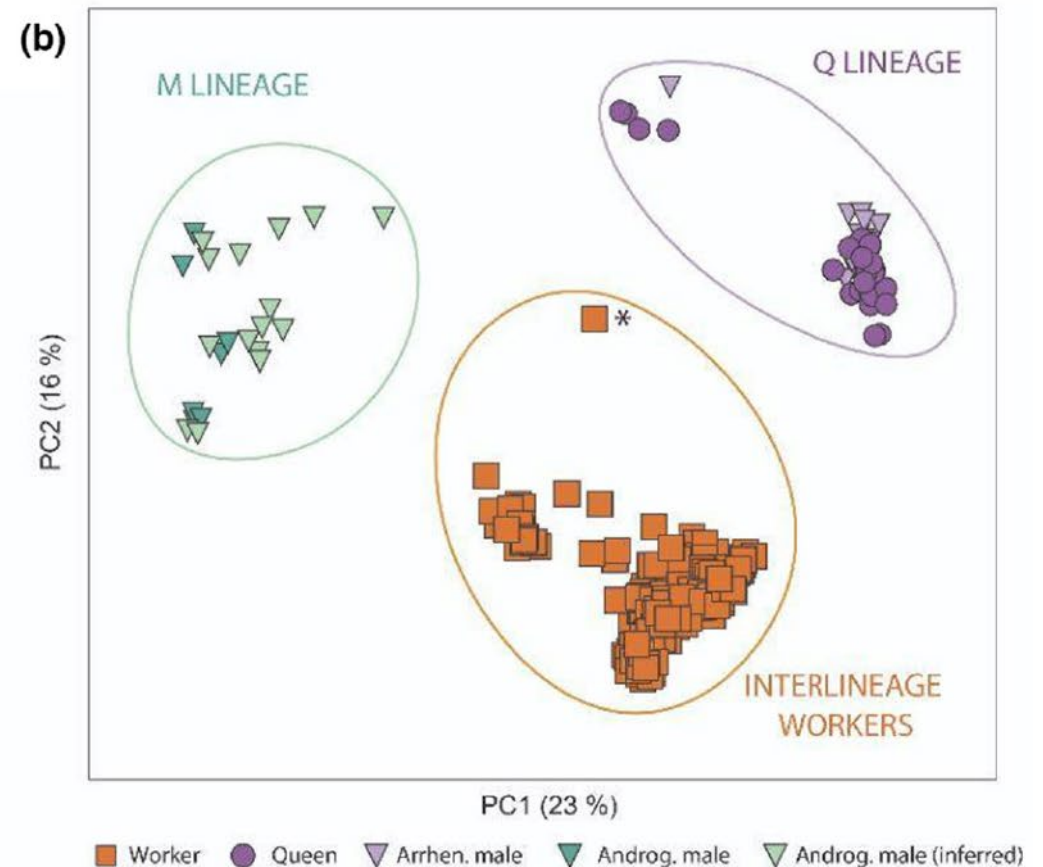 (b)
M LINEAGE
Q LINEAGE
*
PC2 (16 %)
INTERLINEAGE
WORKERS
PC1 (23 %)
Worker Queen Arrhen. male Androg. male Androg. male (inferred)